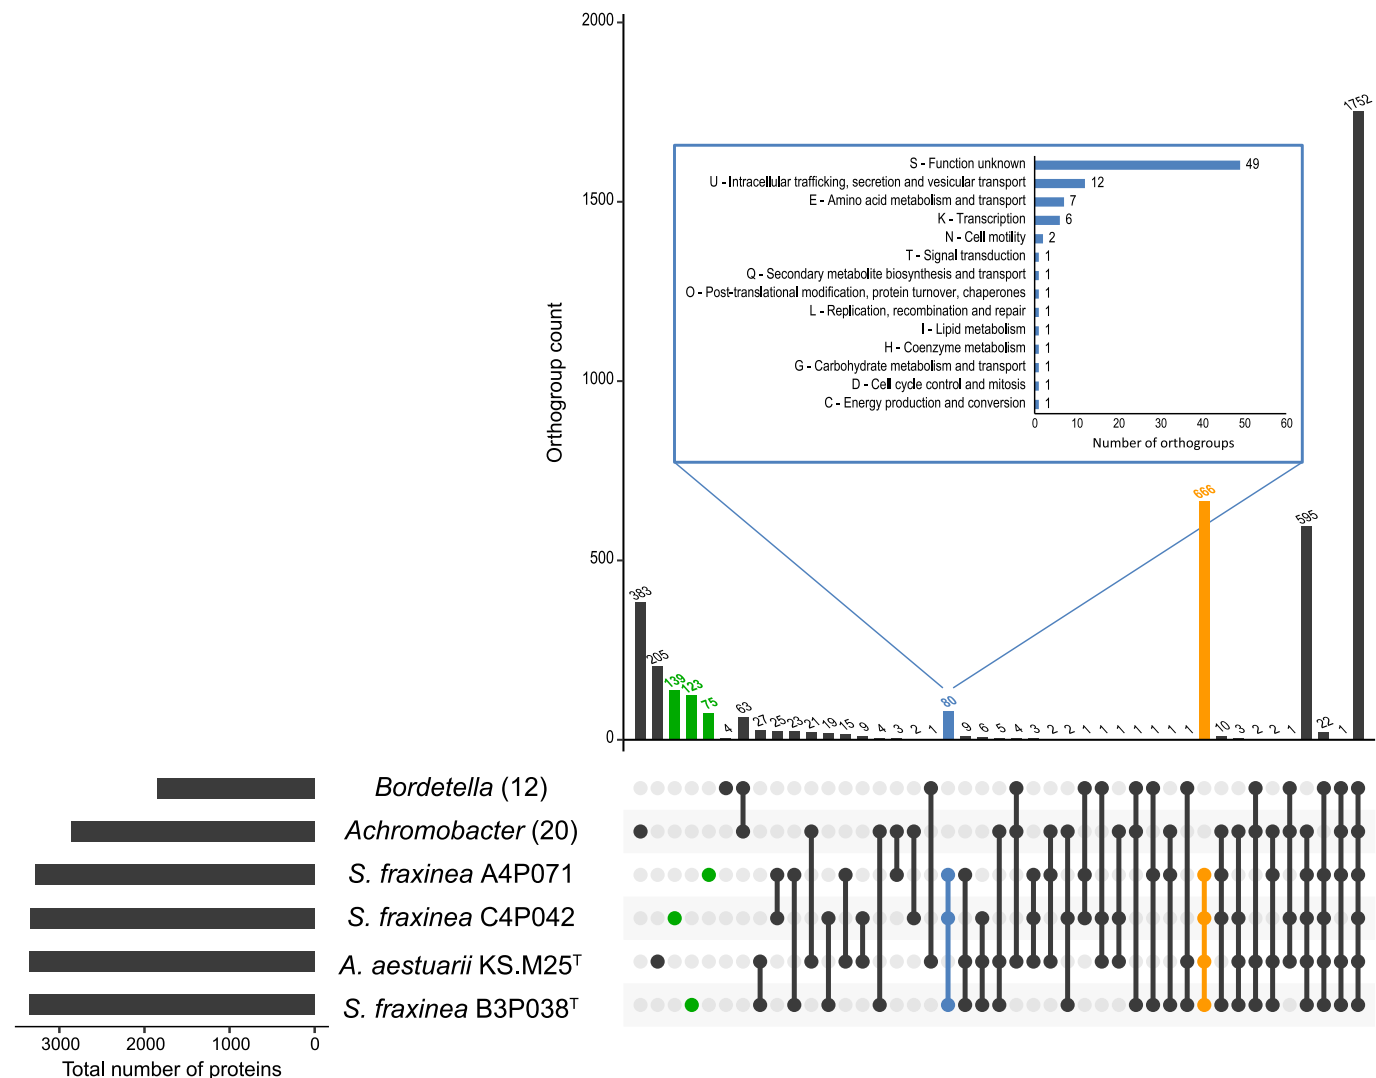 2000
1500
1000
500
0
Orthogroup count
S - Function unknown 49
U - Intracellular trafficking, secretion and vesicular transport 12
E - Amino acid metabolism and transport 7
K - Transcription 6
N - Cell motility 2
T - Signal transduction 1
Q - Secondary metabolite biosynthesis and transport 1
O - Post-translational modification, protein turnover, chaperones 1
L - Replication, recombination and repair 1
I - Lipid metabolism 1
H - Coenzyme metabolism 1
G - Carbohydrate metabolism and transport 1
D - Cell cycle control and mitosis 1
C - Energy production and conversion 1
0 10 20 30 40 50 60
Number of orthogroups
383 205 139 123 75 4 63 27 25 23 21 19 15 9 4 3 2 1 80 9 6 5 4 3 2 2 1 1 1 1 1 1 1 666 10 3 2 2 1 595 22 1 1752
Bordetella (12)
Achromobacter (20)
S. fraxinea A4P071
S. fraxinea C4P042
A. aestuarii KS.M25ᵀ
S. fraxinea B3P038ᵀ
3000 2000 1000 0
Total number of proteins